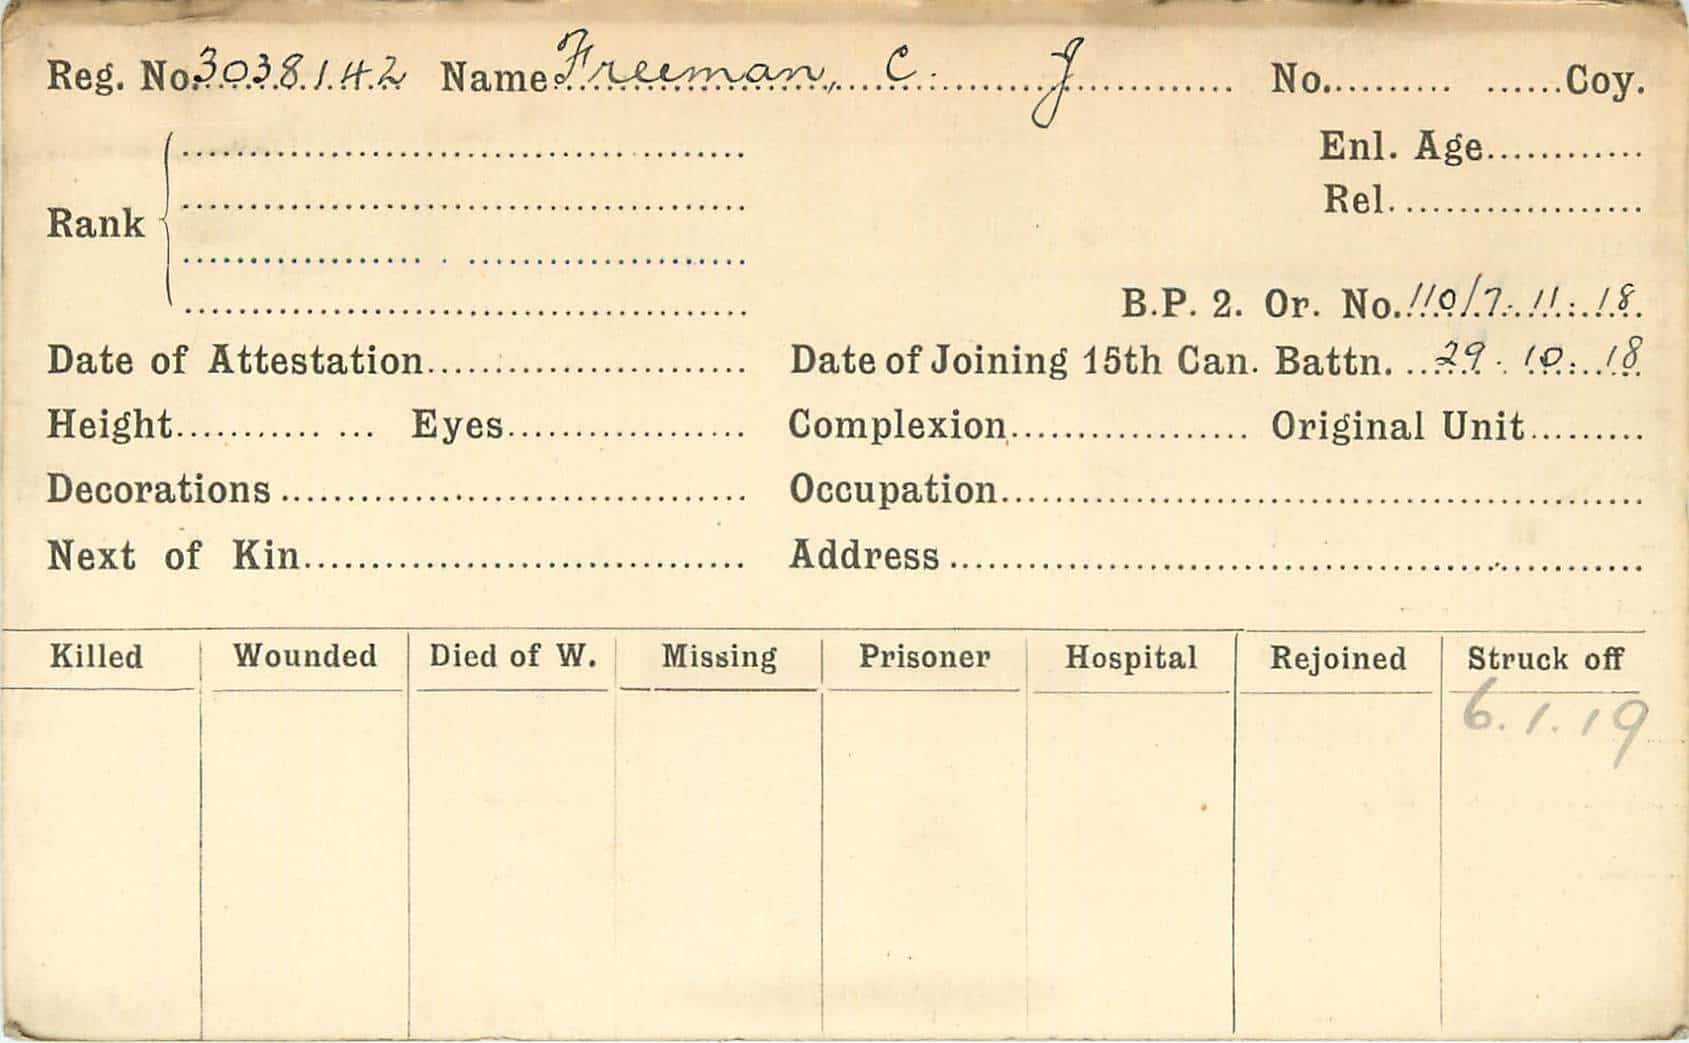 Reg. No. 3038142 Name Freeman, C. J No. Coy.
Enl. Age
Rel.
Rank
B.P. 2. Or. No. 110/7.11.18.
Date of Attestation Date of Joining 15th Can. Battn. 29.10.18
Height Eyes Complexion Original Unit
Decorations Occupation
Next of Kin Address
Killed Wounded Died of W. Missing Prisoner Hospital Rejoined Struck off
6.1.19